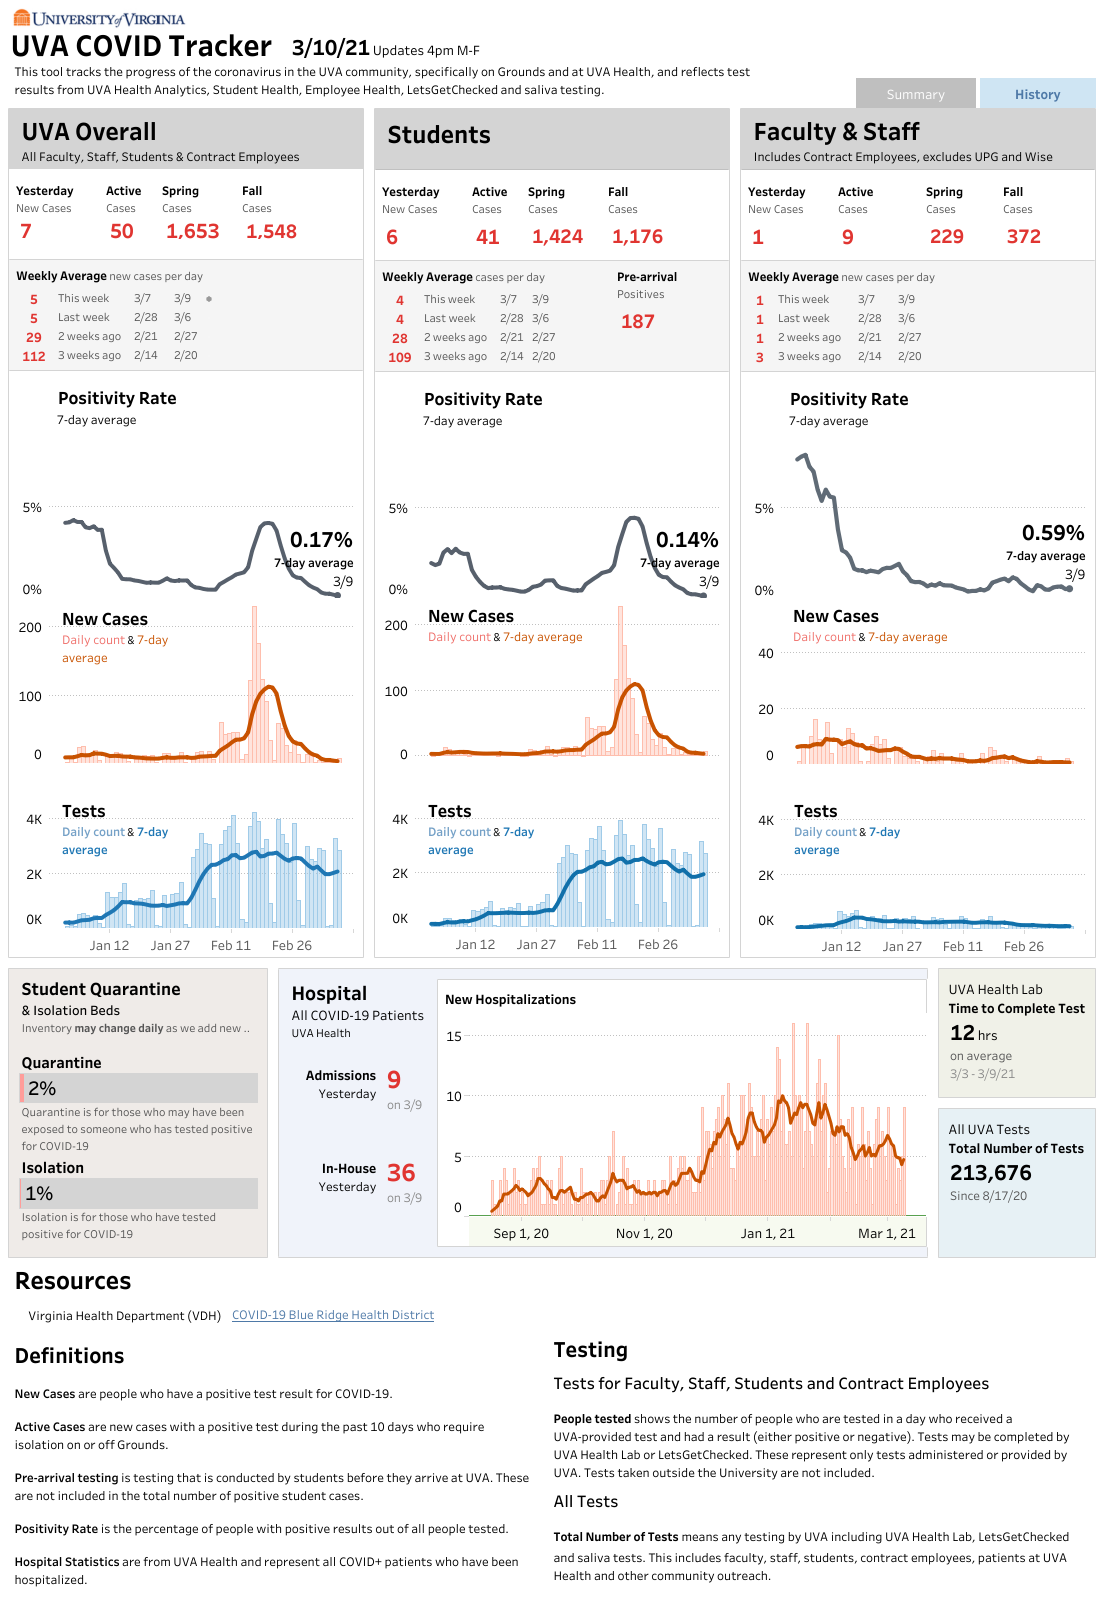 UNIVERSITY of VIRGINIA
UVA COVID Tracker 3/10/21 Updates 4pm M-F
This tool tracks the progress of the coronavirus in the UVA community, specifically on Grounds and at UVA Health, and reflects test
results from UVA Health Analytics, Student Health, Employee Health, LetsGetChecked and saliva testing.
Summary
History
UVA Overall
All Faculty, Staff, Students & Contract Employees
Yesterday Active Spring Fall
New Cases Cases Cases Cases
7 50 1,653 1,548
Weekly Average new cases per day
5 This week 3/7 3/9
5 Last week 2/28 3/6
29 2 weeks ago 2/21 2/27
112 3 weeks ago 2/14 2/20
Positivity Rate
7-day average
5%
0.17%
7-day average
3/9
0%
New Cases
Daily count & 7-day
average
200
100
0
Tests
Daily count & 7-day
average
4K
2K
0K
Jan 12 Jan 27 Feb 11 Feb 26
Students
Yesterday Active Spring Fall
New Cases Cases Cases Cases
6 41 1,424 1,176
Weekly Average cases per day
4 This week 3/7 3/9
4 Last week 2/28 3/6
28 2 weeks ago 2/21 2/27
109 3 weeks ago 2/14 2/20
Pre-arrival
Positives
187
Positivity Rate
7-day average
5%
0.14%
7-day average
3/9
0%
New Cases
Daily count & 7-day average
200
100
0
Tests
Daily count & 7-day
average
4K
2K
0K
Jan 12 Jan 27 Feb 11 Feb 26
Faculty & Staff
Includes Contract Employees, excludes UPG and Wise
Yesterday Active Spring Fall
New Cases Cases Cases Cases
1 9 229 372
Weekly Average new cases per day
1 This week 3/7 3/9
1 Last week 2/28 3/6
1 2 weeks ago 2/21 2/27
3 3 weeks ago 2/14 2/20
Positivity Rate
7-day average
5%
0.59%
7-day average
3/9
0%
New Cases
Daily count & 7-day average
40
20
0
Tests
Daily count & 7-day
average
4K
2K
0K
Jan 12 Jan 27 Feb 11 Feb 26
Student Quarantine
& Isolation Beds
Inventory may change daily as we add new ..
Quarantine
2%
Quarantine is for those who may have been
exposed to someone who has tested positive
for COVID-19
Isolation
1%
Isolation is for those who have tested
positive for COVID-19
Hospital
All COVID-19 Patients
UVA Health
Admissions 9
Yesterday on 3/9
In-House 36
Yesterday on 3/9
New Hospitalizations
15
10
5
0
Sep 1, 20 Nov 1, 20 Jan 1, 21 Mar 1, 21
UVA Health Lab
Time to Complete Test
12 hrs
on average
3/3 - 3/9/21
All UVA Tests
Total Number of Tests
213,676
Since 8/17/20
Resources
Virginia Health Department (VDH) COVID-19 Blue Ridge Health District
Definitions
New Cases are people who have a positive test result for COVID-19.
Active Cases are new cases with a positive test during the past 10 days who require
isolation on or off Grounds.
Pre-arrival testing is testing that is conducted by students before they arrive at UVA. These
are not included in the total number of positive student cases.
Positivity Rate is the percentage of people with positive results out of all people tested.
Hospital Statistics are from UVA Health and represent all COVID+ patients who have been
hospitalized.
Testing
Tests for Faculty, Staff, Students and Contract Employees
People tested shows the number of people who are tested in a day who received a
UVA-provided test and had a result (either positive or negative). Tests may be completed by
UVA Health Lab or LetsGetChecked. These represent only tests administered or provided by
UVA. Tests taken outside the University are not included.
All Tests
Total Number of Tests means any testing by UVA including UVA Health Lab, LetsGetChecked
and saliva tests. This includes faculty, staff, students, contract employees, patients at UVA
Health and other community outreach.